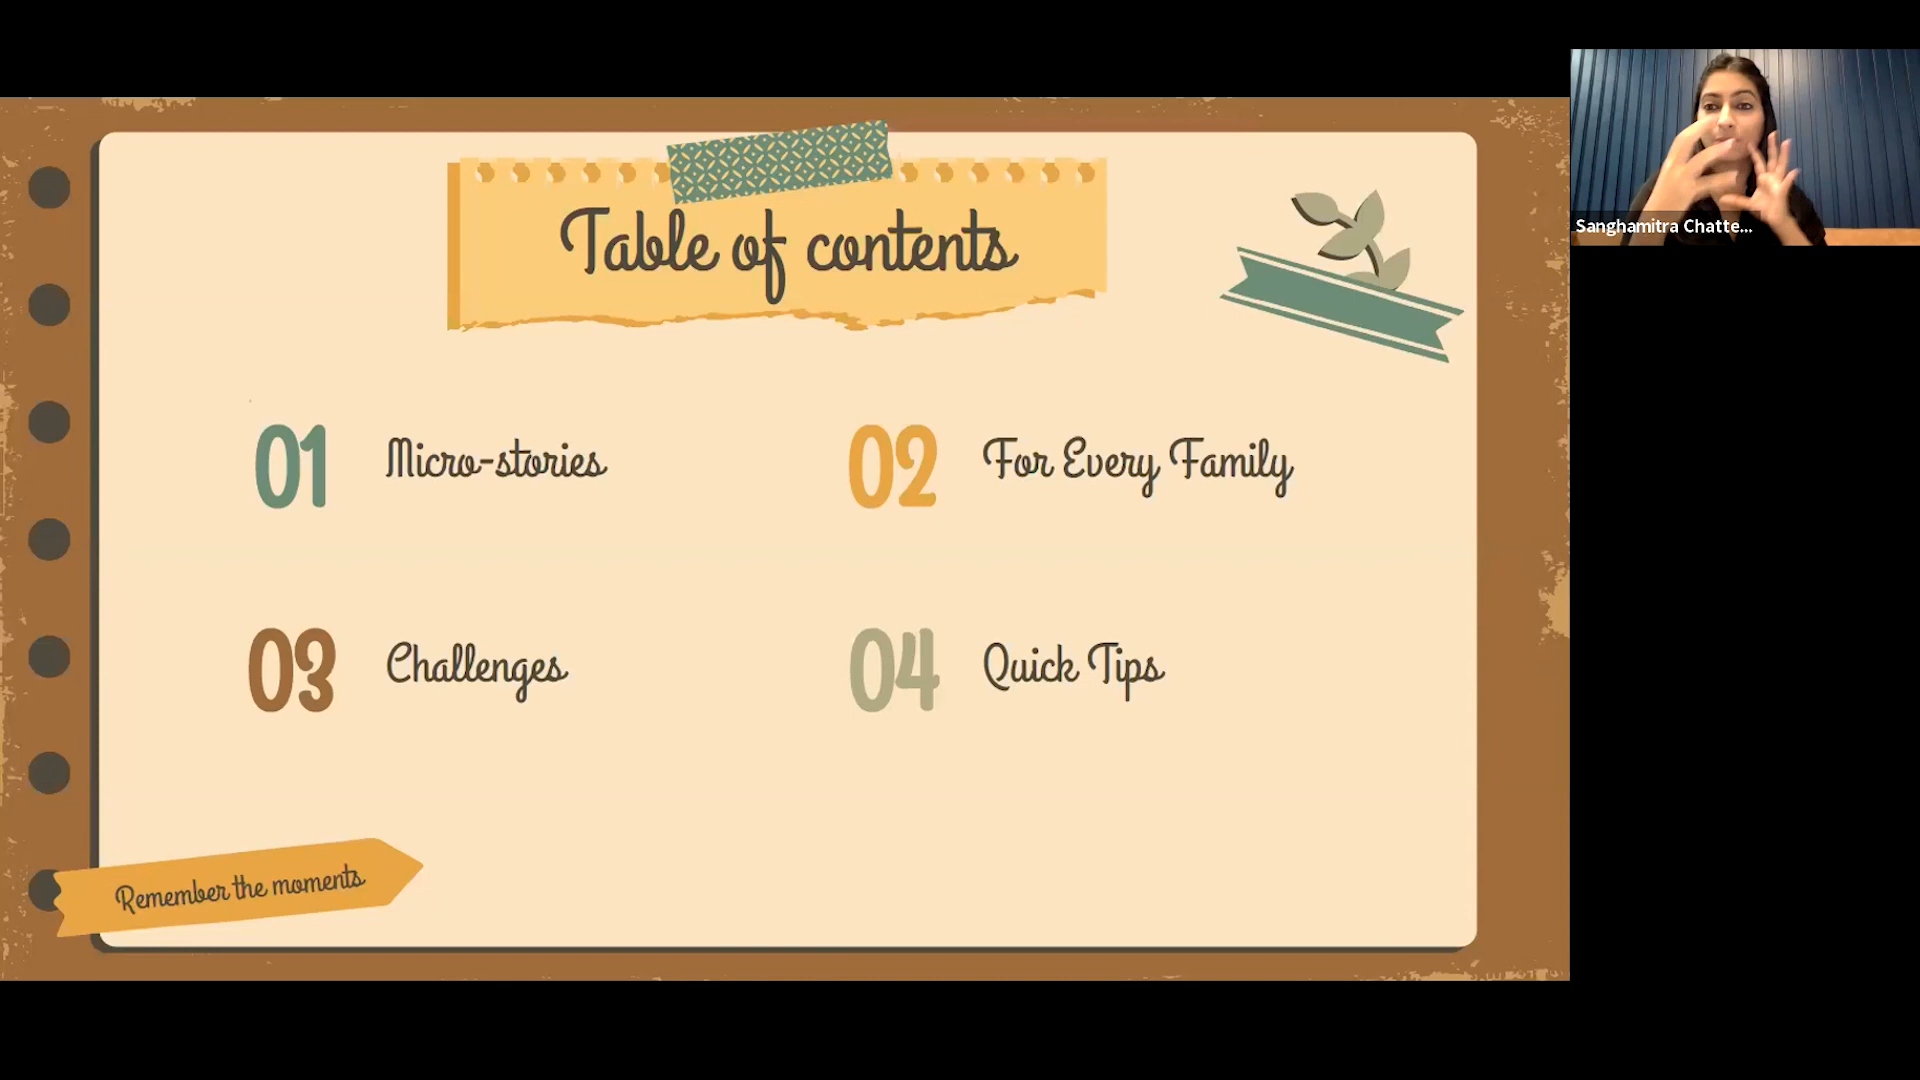 Table of contents
01 Micro-stories
02 For Every Family
03 Challenges
04 Quick Tips
Remember the moments
Sanghamitra Chatte...